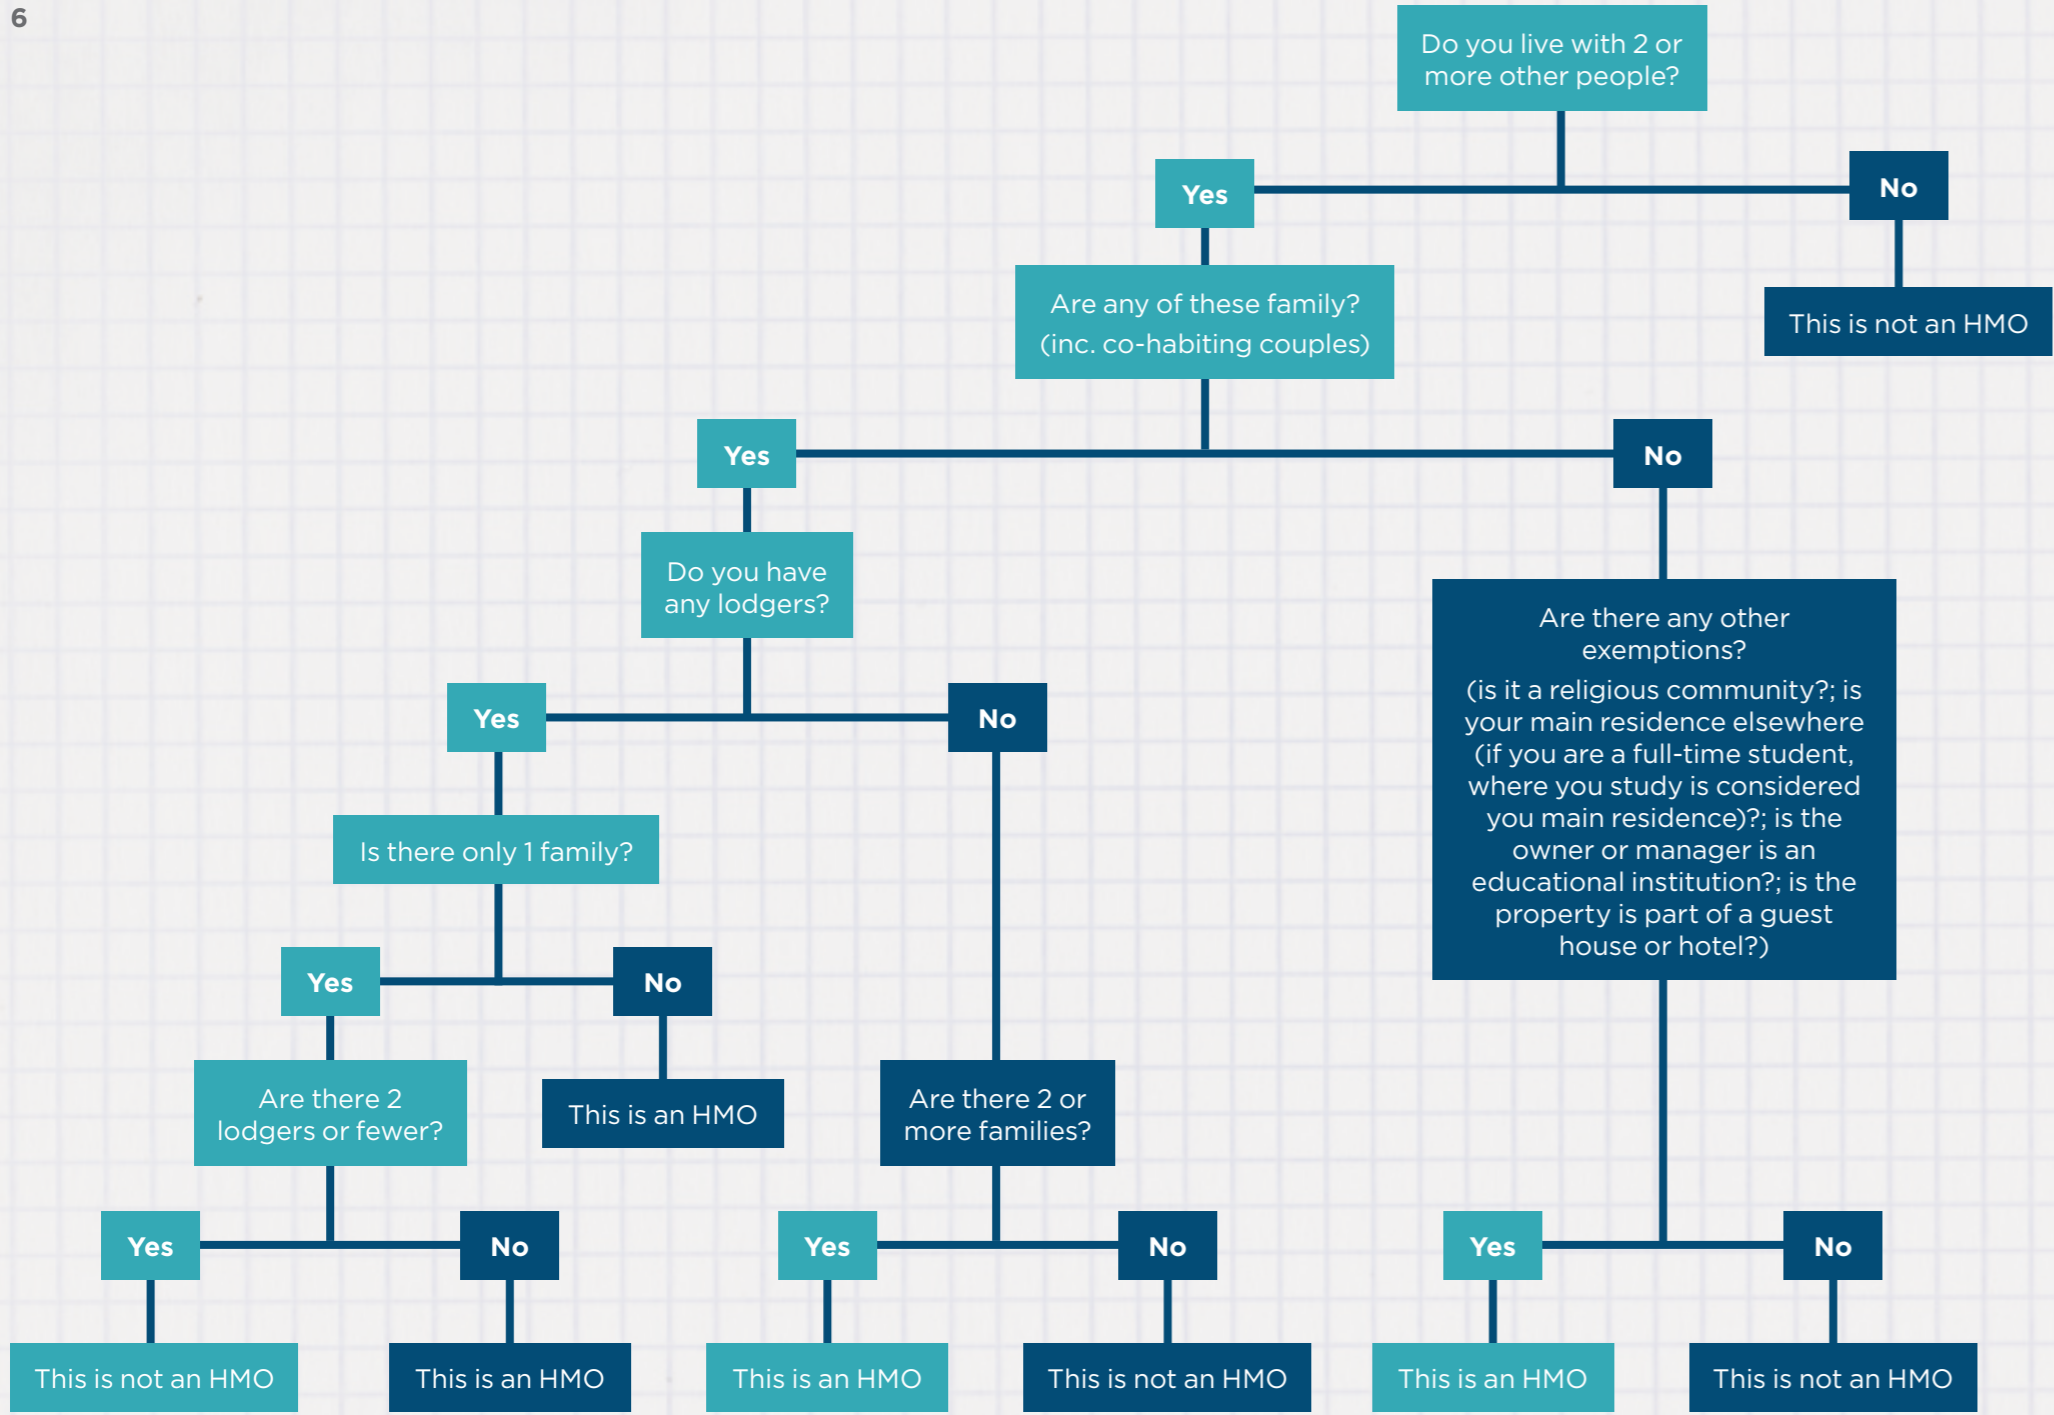 6
Do you live with 2 or
more other people?
Yes
No
Are any of these family?
(inc. co-habiting couples)
This is not an HMO
Yes
No
Do you have
any lodgers?
Are there any other
exemptions?
(is it a religious community?; is
your main residence elsewhere
(if you are a full-time student,
where you study is considered
you main residence)?; is the
owner or manager is an
educational institution?; is the
property is part of a guest
house or hotel?)
Yes
No
Is there only 1 family?
Yes
No
Are there 2
lodgers or fewer?
This is an HMO
Are there 2 or
more families?
Yes
No
Yes
No
Yes
No
This is not an HMO
This is an HMO
This is an HMO
This is not an HMO
This is an HMO
This is not an HMO